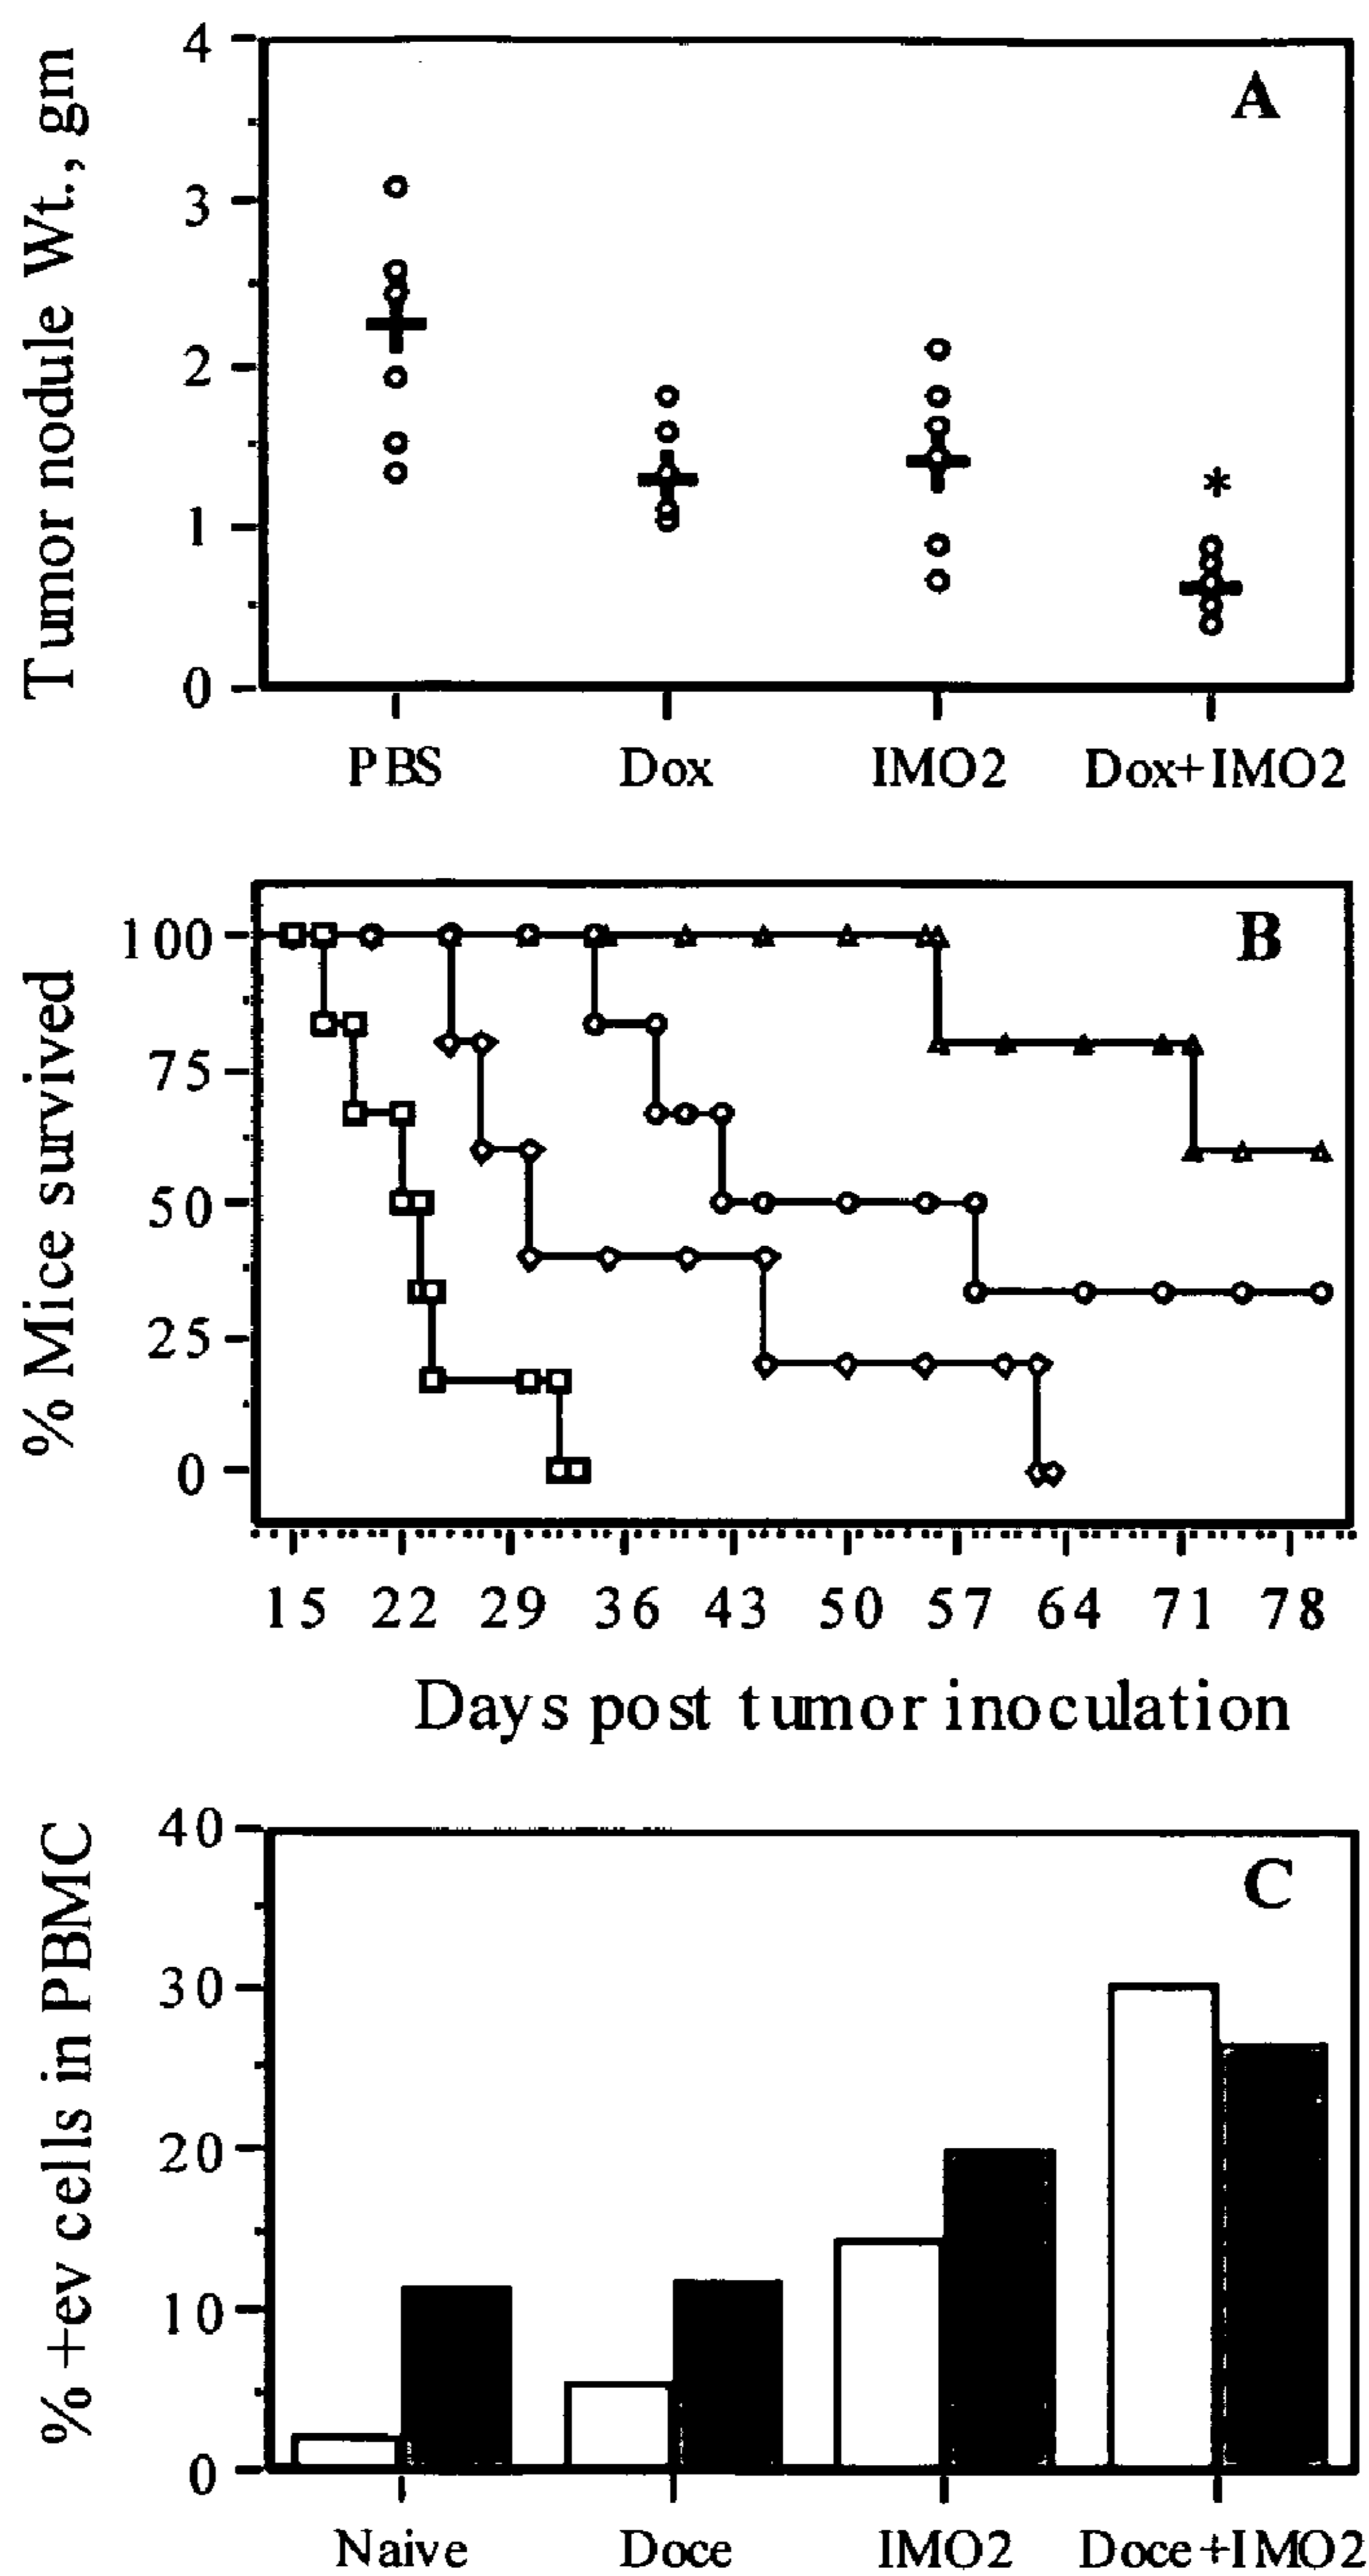 A
Tumor nodule Wt., gm
4
3
2
1
0
*
PBS Dox IMO2 Dox+IMO2
B
% Mice survived
100
75
50
25
0
15 22 29 36 43 50 57 64 71 78
Days post tumor inoculation
C
% +ev cells in PBMC
40
30
20
10
0
Naive Doce IMO2 Doce+IMO2